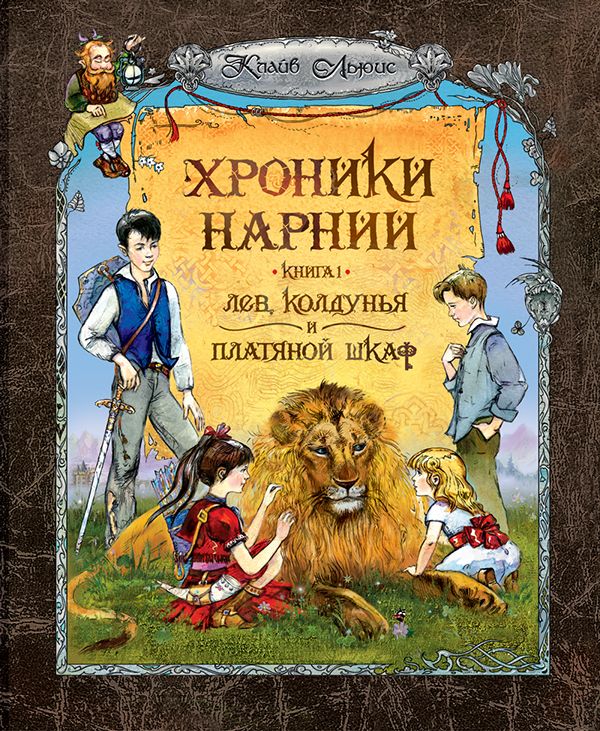 Клайв Льюис
ХРОНИКИ
НАРНИИ
• КНИГА 1 •
ЛЕВ, КОЛДУНЬЯ
И
ПЛАТЯНОЙ ШКАФ